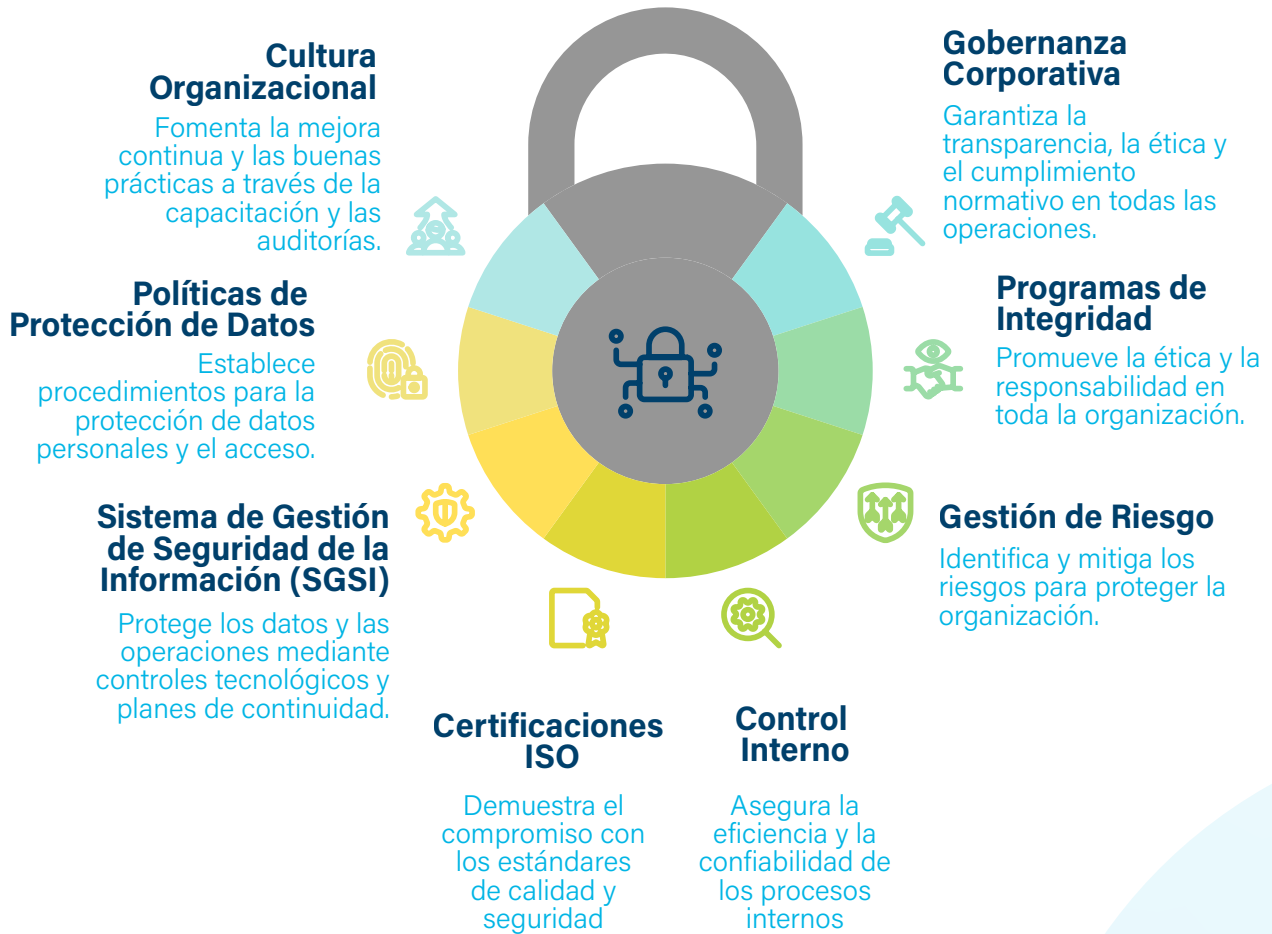 Cultura
Organizacional
Fomenta la mejora
continua y las buenas
prácticas a través de la
capacitación y las
auditorías.
Políticas de
Protección de Datos
Establece
procedimientos para la
protección de datos
personales y el acceso.
Sistema de Gestión
de Seguridad de la
Información (SGSI)
Protege los datos y las
operaciones mediante
controles tecnológicos y
planes de continuidad.
Certificaciones
ISO
Demuestra el
compromiso con
los estándares
de calidad y
seguridad
Control
Interno
Asegura la
eficiencia y la
confiabilidad de
los procesos
internos
Gobernanza
Corporativa
Garantiza la
transparencia, la ética y
el cumplimiento
normativo en todas las
operaciones.
Programas de
Integridad
Promueve la ética y la
responsabilidad en
toda la organización.
Gestión de Riesgo
Identifica y mitiga los
riesgos para proteger la
organización.